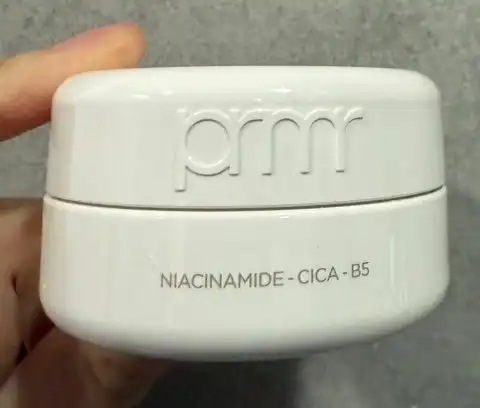 prmr
NIACINAMIDE - CICA - B5